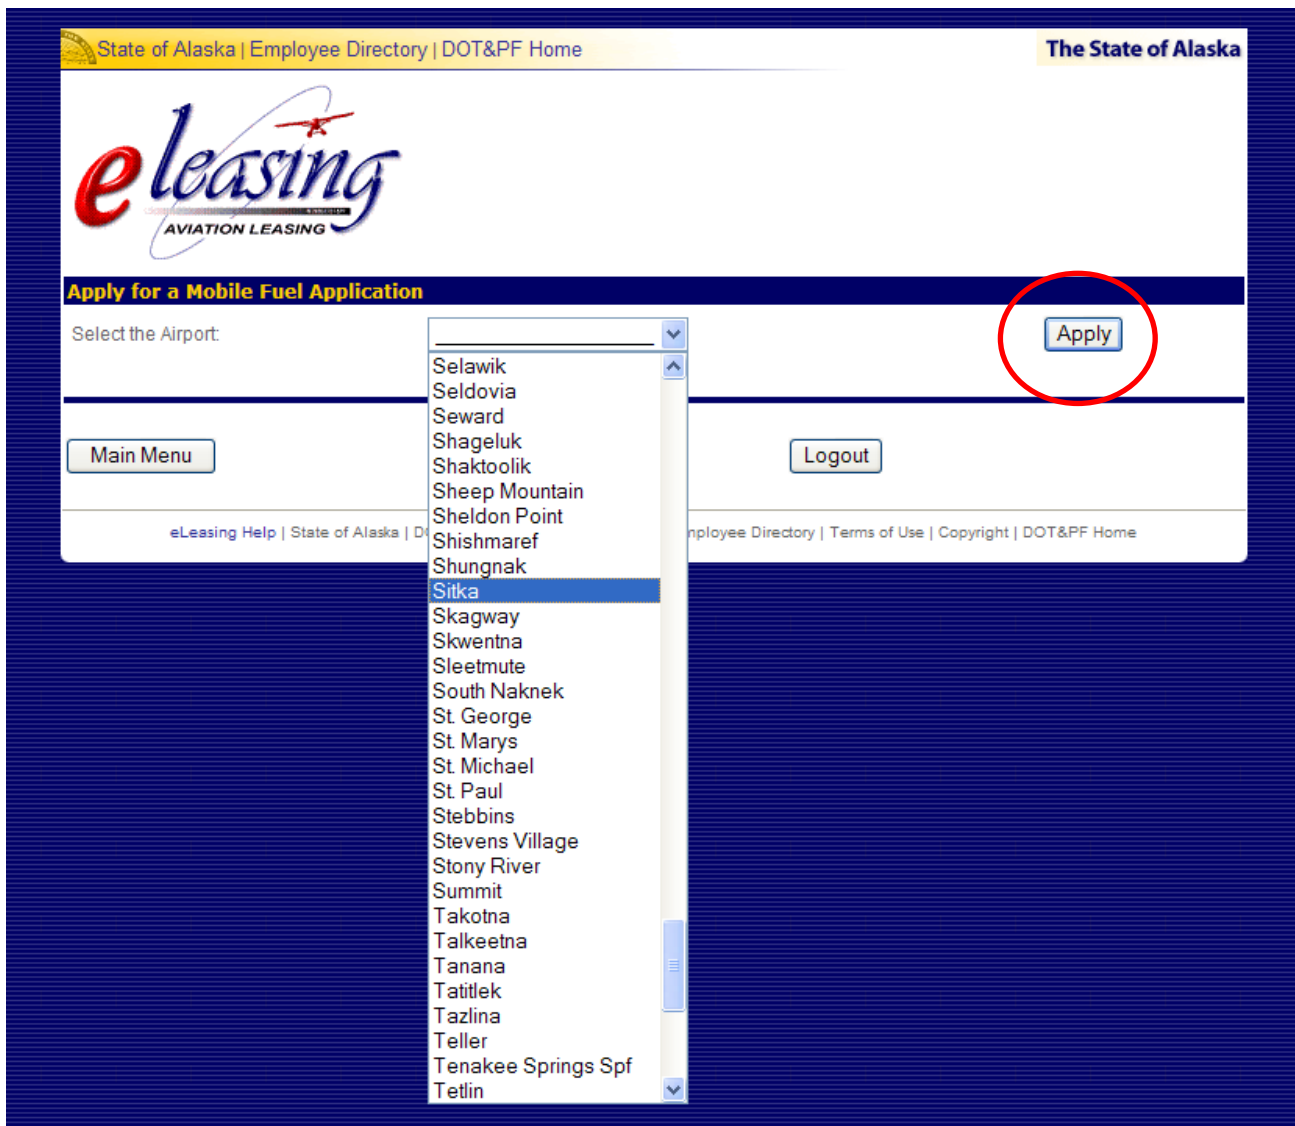 State of Alaska | Employee Directory | DOT&PF Home
The State of Alaska
eleasing
AVIATION LEASING
Apply for a Mobile Fuel Application
Select the Airport:
Apply
Selawik
Seldovia
Seward
Shageluk
Shaktoolik
Sheep Mountain
Sheldon Point
Shishmaref
Shungnak
Sitka
Skagway
Skwentna
Sleetmute
South Naknek
St. George
St. Marys
St. Michael
St. Paul
Stebbins
Stevens Village
Stony River
Summit
Takotna
Talkeetna
Tanana
Tatitlek
Tazlina
Teller
Tenakee Springs Spf
Tetlin
Main Menu
Logout
eLeasing Help | State of Alaska | D
mployee Directory | Terms of Use | Copyright | DOT&PF Home